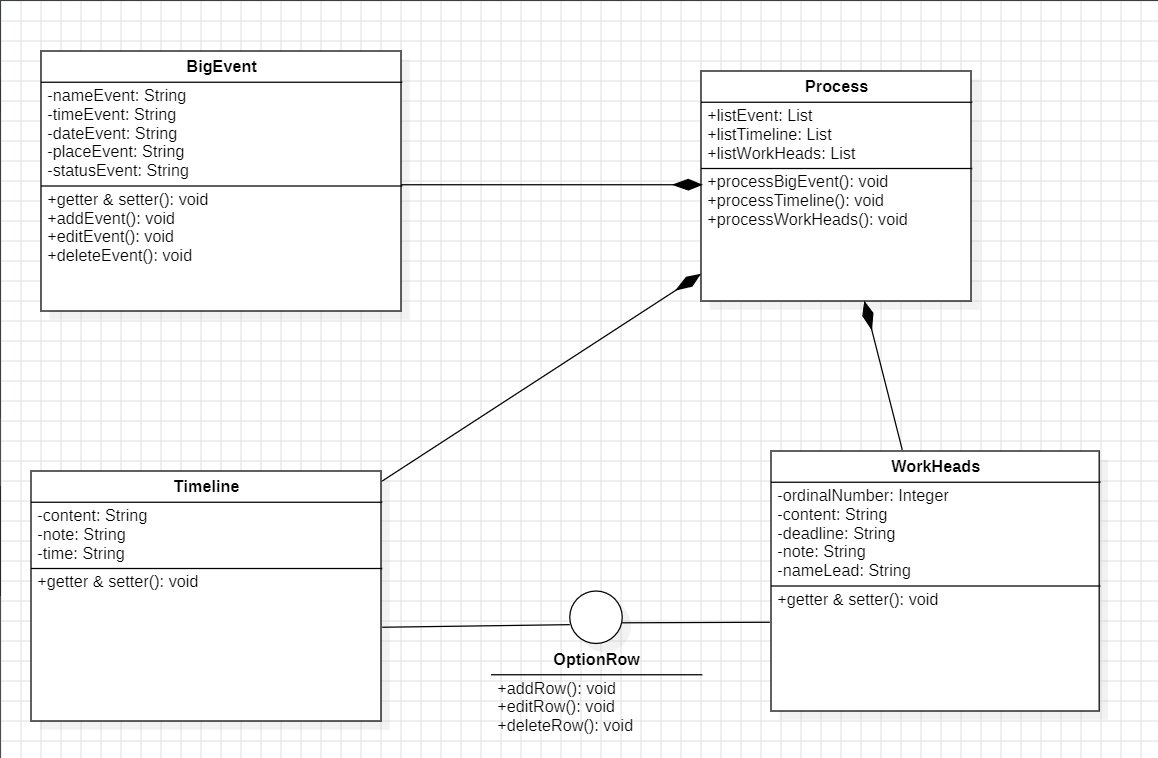 BigEvent
-nameEvent: String
-timeEvent: String
-dateEvent: String
-placeEvent: String
-statusEvent: String
+getter & setter(): void
+addEvent(): void
+editEvent(): void
+deleteEvent(): void
Process
+listEvent: List
+listTimeline: List
+listWorkHeads: List
+processBigEvent(): void
+processTimeline(): void
+processWorkHeads(): void
Timeline
-content: String
-note: String
-time: String
+getter & setter(): void
WorkHeads
-ordinalNumber: Integer
-content: String
-deadline: String
-note: String
-nameLead: String
+getter & setter(): void
OptionRow
+addRow(): void
+editRow(): void
+deleteRow(): void